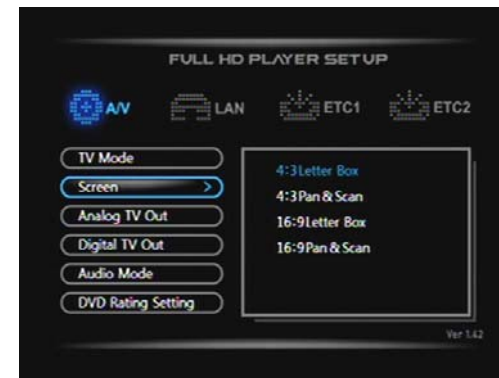 FULL HD PLAYER SETUP
A/V LAN ETC1 ETC2
TV Mode
Screen >
Analog TV Out
Digital TV Out
Audio Mode
DVD Rating Setting
4:3 Letter Box
4:3 Pan & Scan
16:9 Letter Box
16:9 Pan & Scan
Ver 1.42